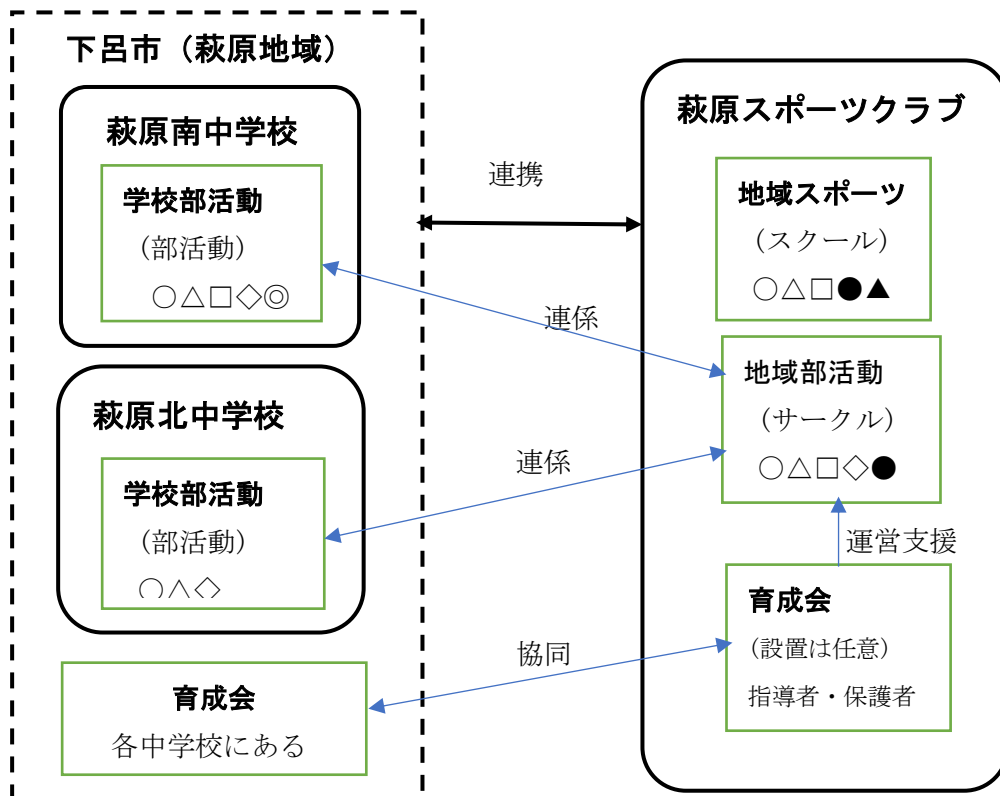 下呂市（萩原地域）
萩原南中学校
学校部活動
（部活動）
○△□◇◎
萩原北中学校
学校部活動
（部活動）
○△◇
育成会
各中学校にある
連携
連係
連係
協同
萩原スポーツクラブ
地域スポーツ
（スクール）
○△□●▲
地域部活動
（サークル）
○△□◇●
運営支援
育成会
（設置は任意）
指導者・保護者